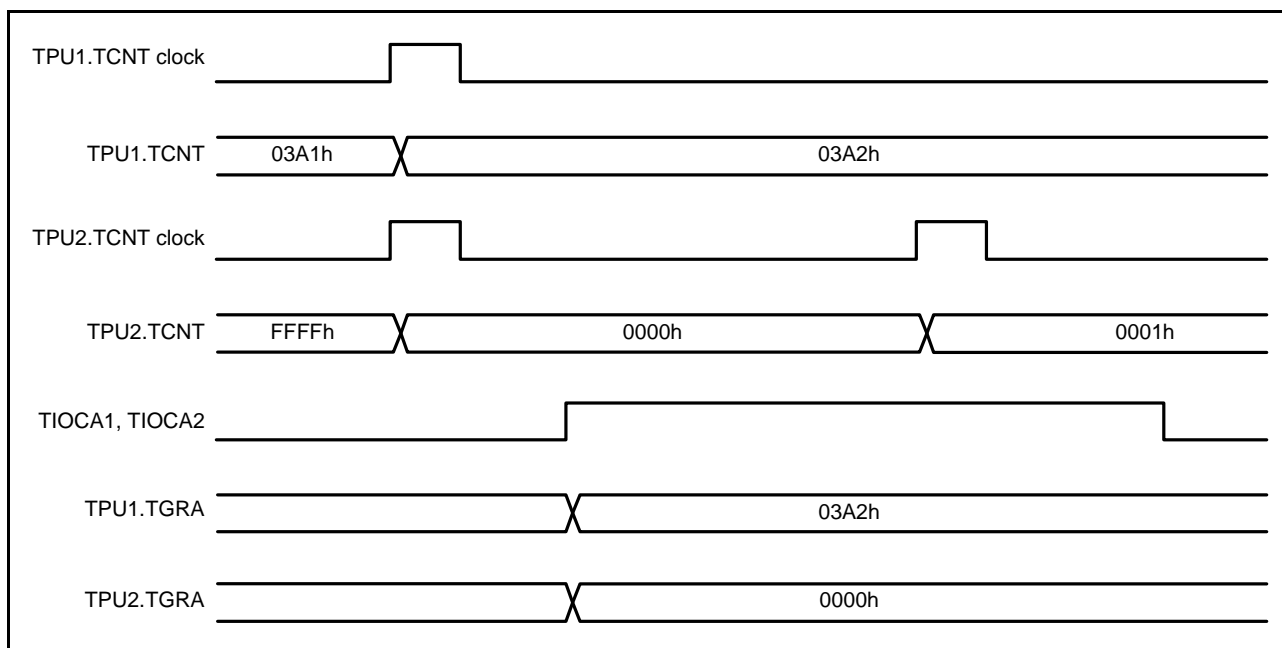 TPU1.TCNT clock
TPU1.TCNT
03A1h
03A2h
TPU2.TCNT clock
TPU2.TCNT
FFFFh
0000h
0001h
TIOCA1, TIOCA2
TPU1.TGRA
03A2h
TPU2.TGRA
0000h